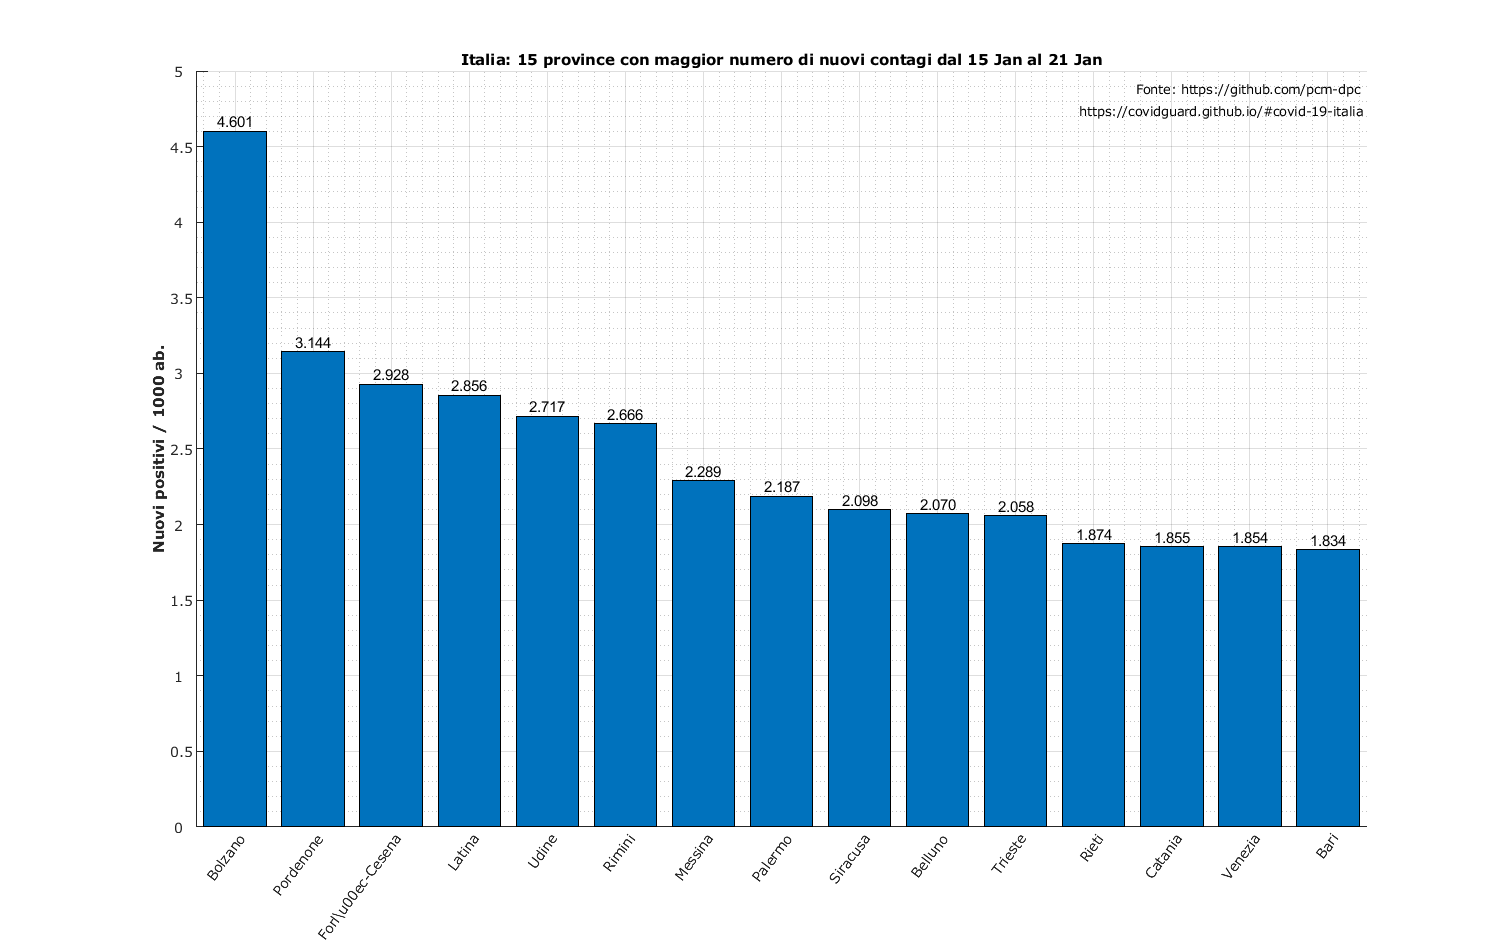 Italia: 15 province con maggior numero di nuovi contagi dal 15 Jan al 21 Jan
Fonte: https://github.com/pcm-dpc
https://covidguard.github.io/#covid-19-italia
Nuovi positivi / 1000 ab.
5
4.5
4
3.5
3
2.5
2
1.5
1
0.5
0
4.601
3.144
2.928
2.856
2.717
2.666
2.289
2.187
2.098
2.070
2.058
1.874
1.855
1.854
1.834
Bolzano
Pordenone
Forl\u00ec-Cesena
Latina
Udine
Rimini
Messina
Palermo
Siracusa
Belluno
Trieste
Rieti
Catania
Venezia
Bari